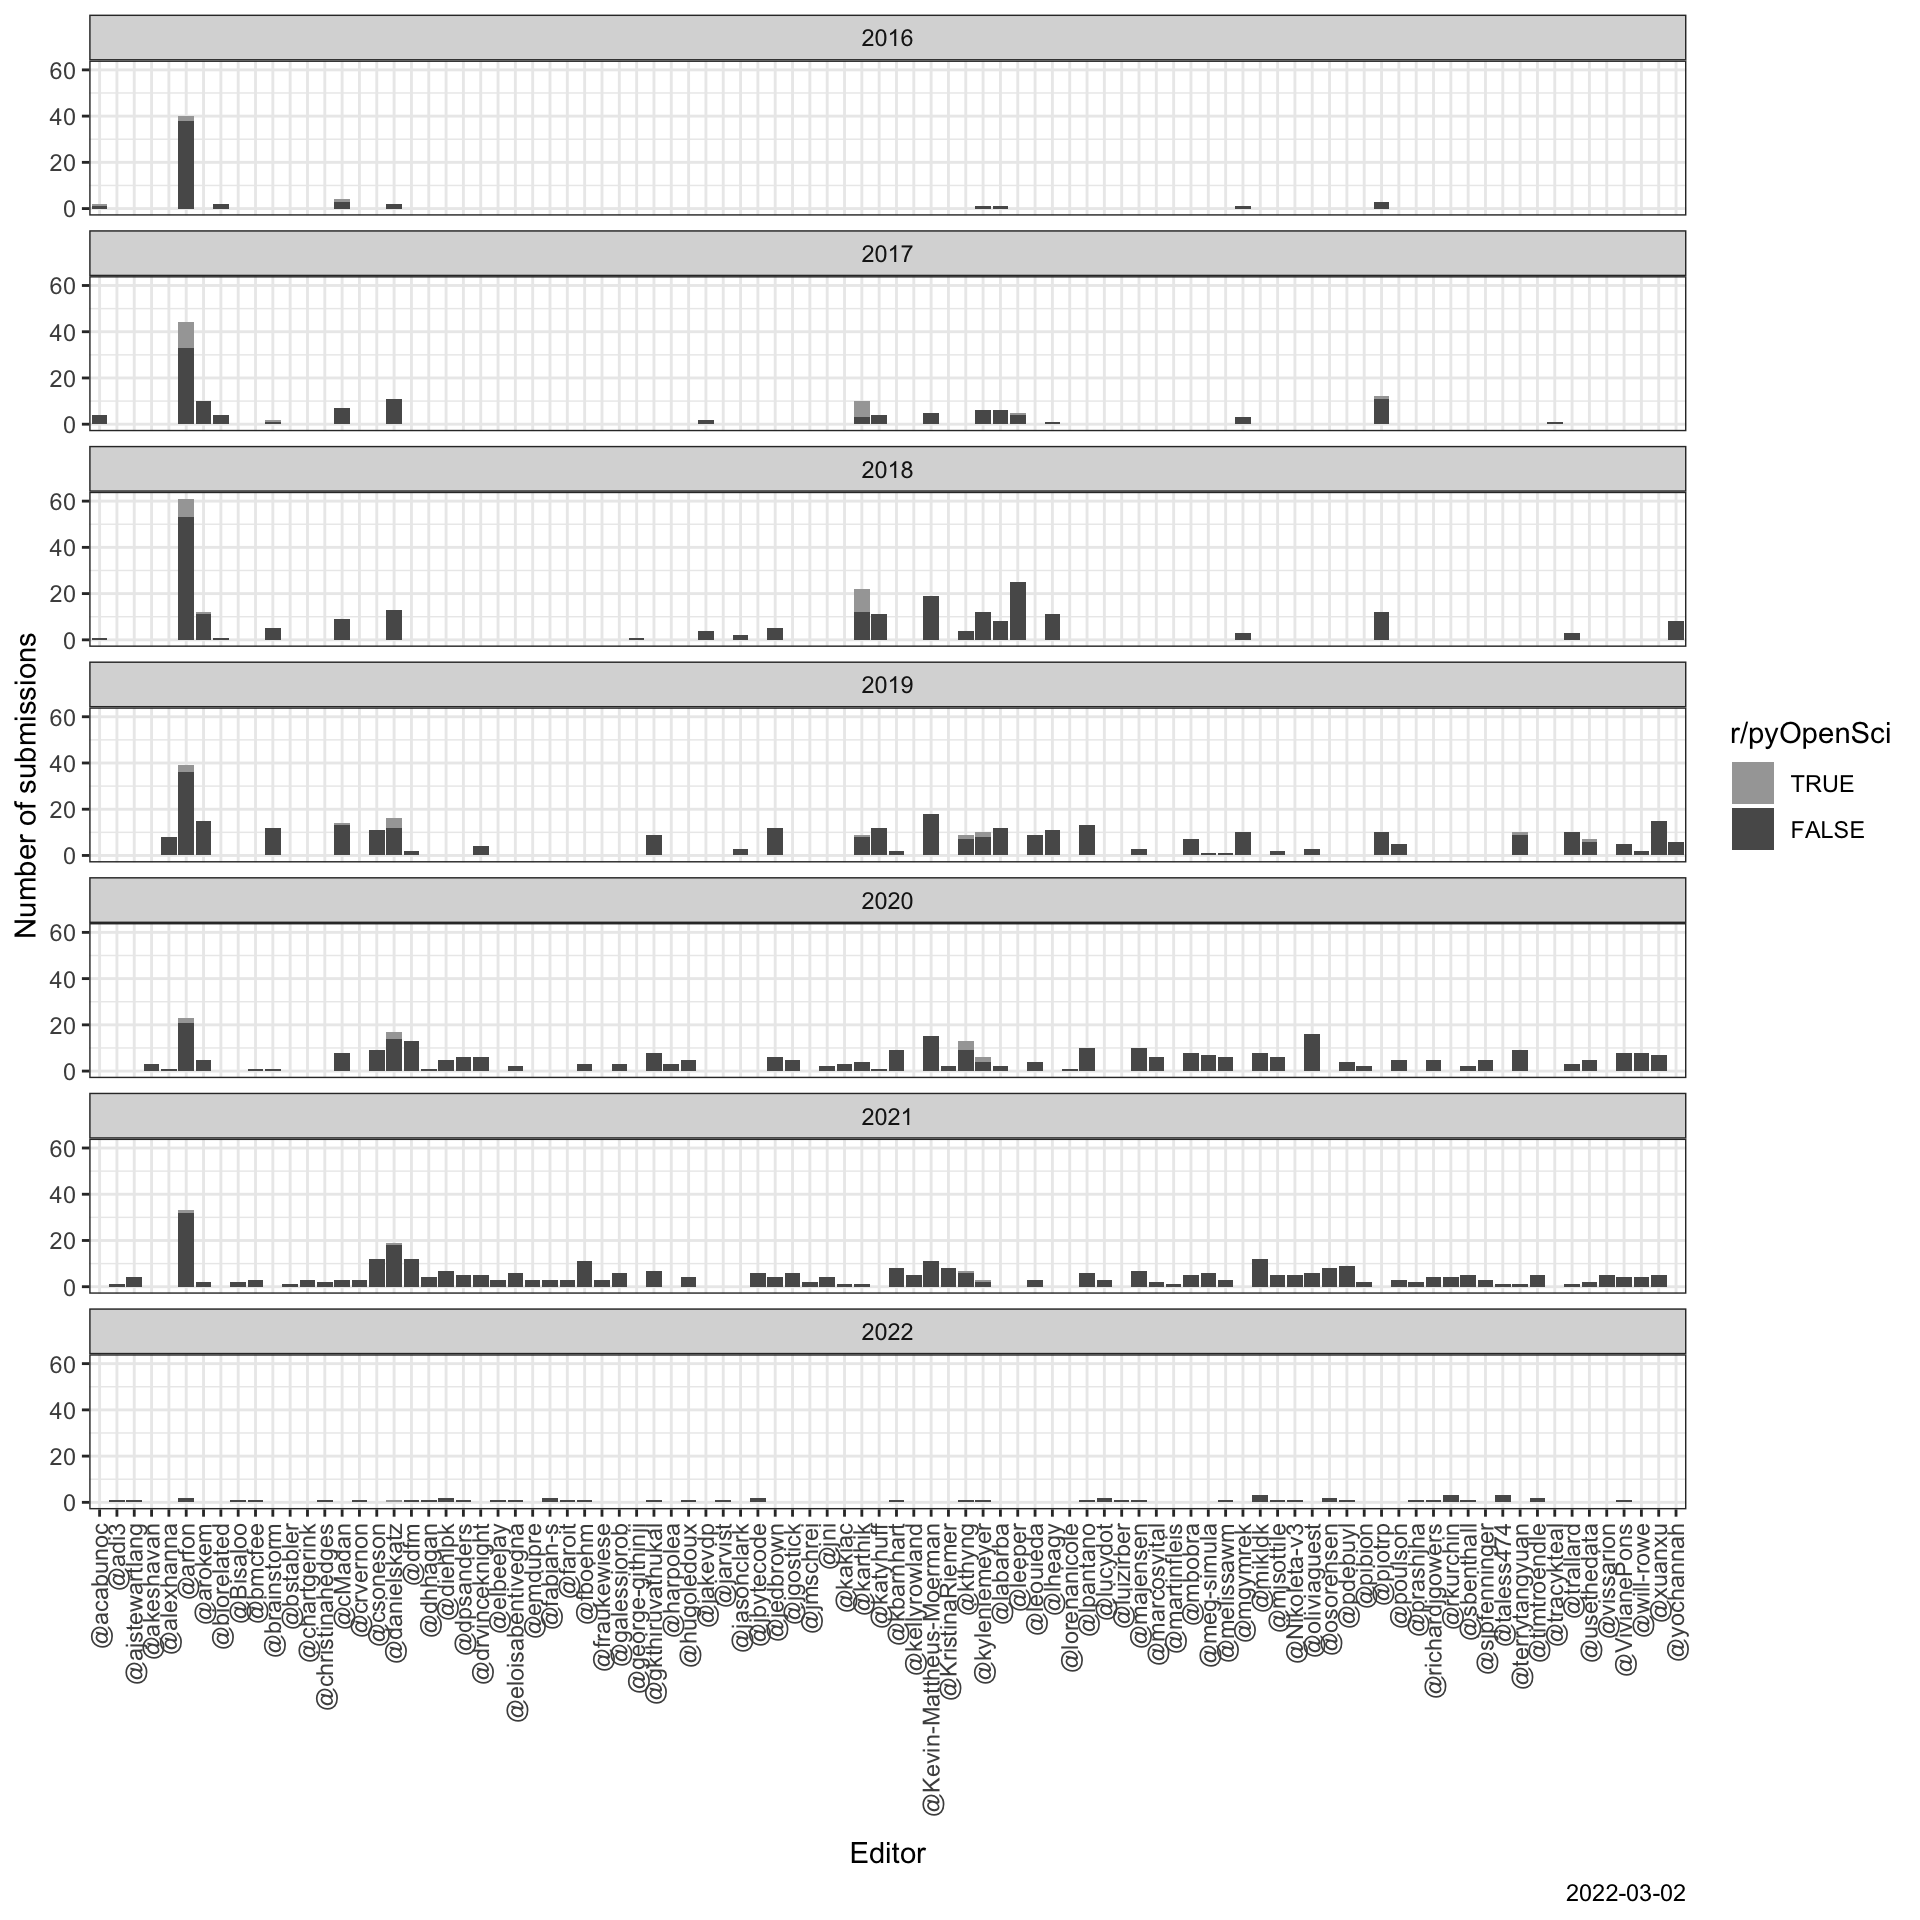 2016
60
40
20
0
2017
60
40
20
0
2018
60
40
20
0
2019
60
40
20
0
2020
60
40
20
0
2021
60
40
20
0
2022
60
40
20
0
Number of submissions
@acabunoc
@adi3
@ajstewartlang
@akeshavan
@alexhanna
@arfon
@arokem
@biorelated
@Bisaloo
@bmcfee
@brainstorm
@bstabler
@chartgerink
@christinahedges
@cMadan
@crvernon
@csoneson
@danielskatz
@dfm
@dhhagan
@diehlpk
@dpsanders
@drvinceknight
@elbeejay
@eloisabentivegna
@emdupre
@fabian-s
@faroit
@fboehm
@fraukewiese
@galessiorob
@george-githinji
@gkthiruvathukal
@harpolea
@hugoledoux
@jakevdp
@jarvist
@jasonclark
@jbytecode
@jedbrown
@jgostick
@jmschrei
@jni
@kakiac
@karthik
@katyhuff
@kbarnhart
@kellyrowland
@Kevin-Mattheus-Moerman
@KristinaRiemer
@kthyng
@kyleniemeyer
@labarba
@leeper
@leouieda
@lheagy
@lorenanicole
@lpantano
@lucydot
@luizirber
@majensen
@marcosvital
@martinfleis
@mbobra
@meg-simula
@melissawm
@mgymrek
@mikldk
@mjsottile
@Nikoleta-v3
@oliviaguest
@osorensen
@pdebuyl
@pibion
@pjotrp
@poulson
@prashjha
@richardjgowers
@rkurchin
@sbenthall
@sjpfenninger
@taless474
@terrytangyuan
@timtroendle
@tracykteal
@trallard
@usethedata
@vissarion
@VivianePons
@will-rowe
@xuanxu
@yochannah
Editor
r/pyOpenSci
TRUE
FALSE
2022-03-02